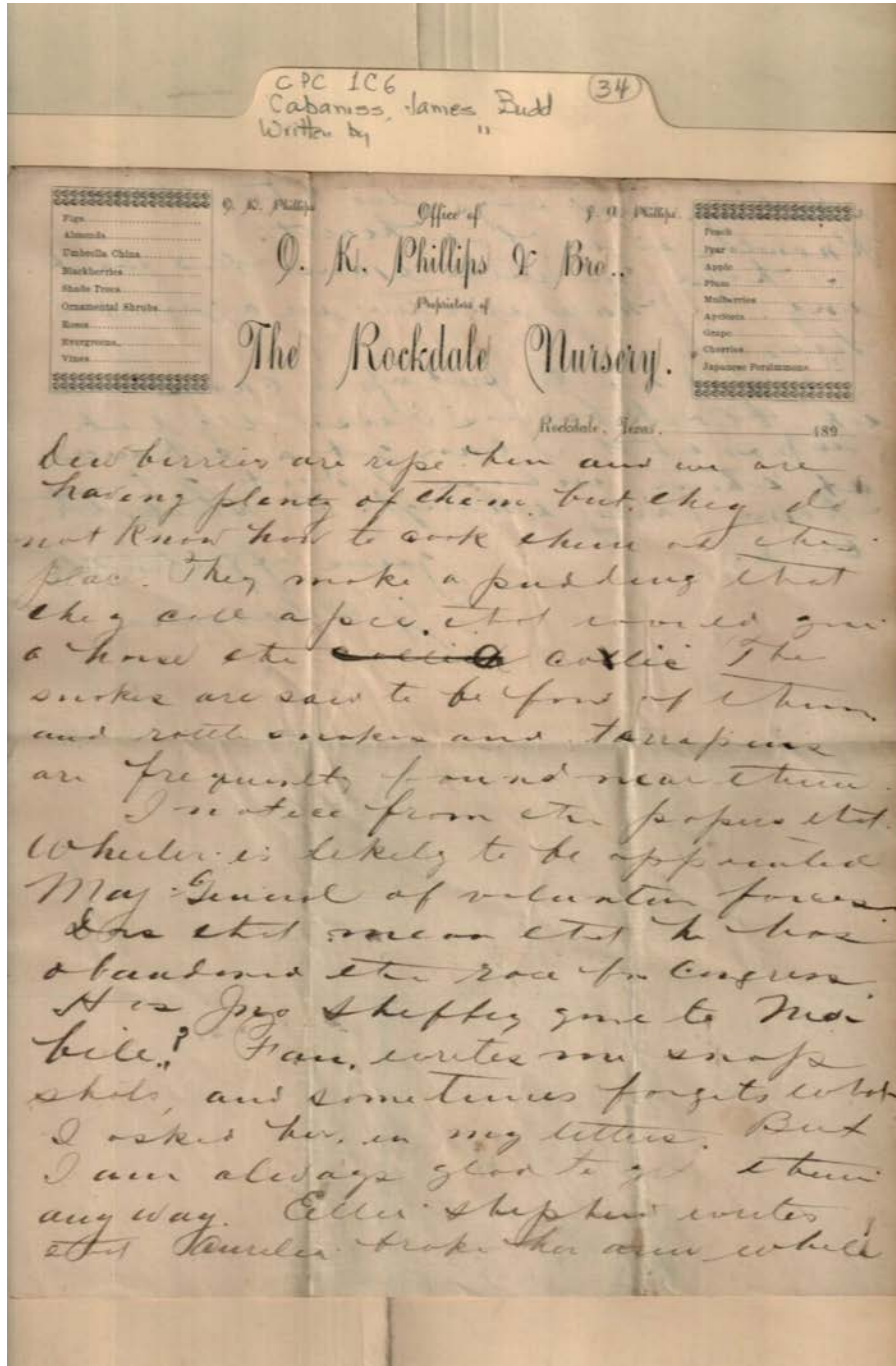 CPC 1C6
Cabaniss, James Budd
Written by "
34
O. K. Phillips
Office of
J. A. Phillips.
O. K. Phillips & Bro.,
Proprietors of
The Rockdale Nursery.
Figs
Almonds
Umbrella China
Blackberries
Shade Trees
Ornamental Shrubs
Roses
Evergreens
Vines
Peach
Pear
Apple
Plum
Mulberries
Apricots
Grape
Cherries
Japanese Persimmons
Rockdale, Texas, 189
Dew berries are ripe here and we are
having plenty of them. but they do
not know how to cook them at this
place. They make a pudding that
they call a pie, that would give
a horse the colic The
snakes are said to be fond of them
and rattle snakes and terrapins
are frequently found near them.
I notice from the papers that
Wheeler is likely to be appointed
Maj-General of volunteer forces.
Does that mean that he has
abandoned the race for Congress
Has Jno Sheffey gone to Mo
bile? Fan, writes me snap
shots, and sometimes forgets what
I asked her, in my letters. But
I am always glad to get them
any way. Ellie Stephens writes
that Aurelia broke her arm while